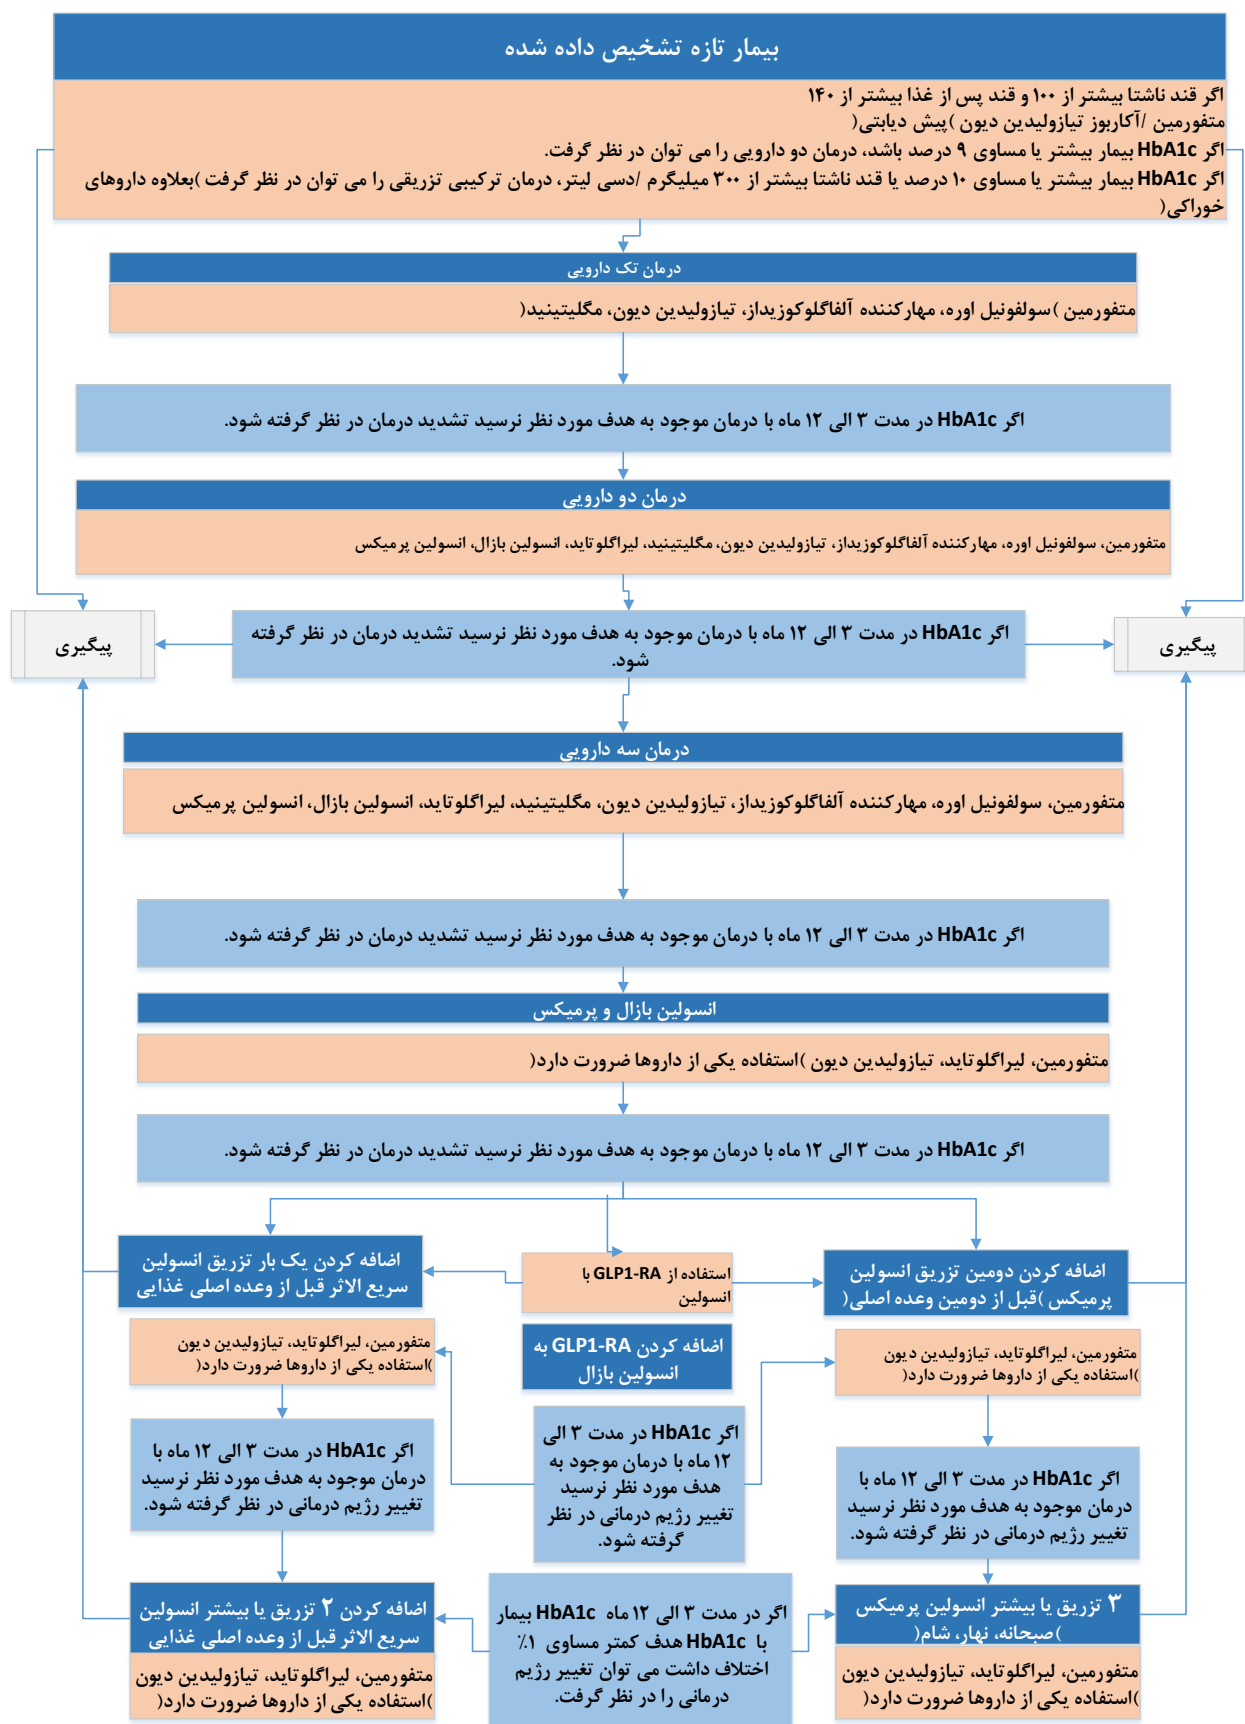 بیمار تازه تشخیص داده شده
اگر قند ناشتا بیشتر از ۱۰۰ و قند پس از غذا بیشتر از ۱۴۰
متفورمین /آکاربوز تیازولیدین دیون )پیش دیابتی(
اگر HbA1c بیمار بیشتر یا مساوی ۹ درصد باشد، درمان دو دارویی را می توان در نظر گرفت.
اگر HbA1c بیمار بیشتر یا مساوی ۱۰ درصد یا قند ناشتا بیشتر از ۳۰۰ میلیگرم /دسی لیتر، درمان ترکیبی تزریقی را می توان در نظر گرفت )بعلاوه داروهای
خوراکی(
درمان تک دارویی
متفورمین )سولفونیل اوره، مهارکننده آلفاگلوکوزیداز، تیازولیدین دیون، مگلیتینید(
اگر HbA1c در مدت ۳ الی ۱۲ ماه با درمان موجود به هدف مورد نظر نرسید تشدید درمان در نظر گرفته شود.
درمان دو دارویی
متفورمین، سولفونیل اوره، مهارکننده آلفاگلوکوزیداز، تیازولیدین دیون، مگلیتینید، لیراگلوتاید، انسولین بازال، انسولین پرمیکس
پیگیری
اگر HbA1c در مدت ۳ الی ۱۲ ماه با درمان موجود به هدف مورد نظر نرسید تشدید درمان در نظر گرفته
شود.
پیگیری
درمان سه دارویی
متفورمین، سولفونیل اوره، مهارکننده آلفاگلوکوزیداز، تیازولیدین دیون، مگلیتینید، لیراگلوتاید، انسولین بازال، انسولین پرمیکس
اگر HbA1c در مدت ۳ الی ۱۲ ماه با درمان موجود به هدف مورد نظر نرسید تشدید درمان در نظر گرفته شود.
انسولین بازال و پرمیکس
متفورمین، لیراگلوتاید، تیازولیدین دیون )استفاده یکی از داروها ضرورت دارد(
اگر HbA1c در مدت ۳ الی ۱۲ ماه با درمان موجود به هدف مورد نظر نرسید تشدید درمان در نظر گرفته شود.
اضافه کردن دومین تزریق انسولین
پرمیکس )قبل از دومین وعده اصلی(
استفاده از GLP1-RA با
انسولین
اضافه کردن یک بار تزریق انسولین
سریع الاثر قبل از وعده اصلی غذایی
متفورمین، لیراگلوتاید، تیازولیدین دیون
)استفاده یکی از داروها ضرورت دارد(
اضافه کردن GLP1-RA به
انسولین بازال
متفورمین، لیراگلوتاید، تیازولیدین دیون
)استفاده یکی از داروها ضرورت دارد(
اگر HbA1c در مدت ۳ الی ۱۲ ماه با
درمان موجود به هدف مورد نظر نرسید
تغییر رژیم درمانی در نظر گرفته شود.
اگر HbA1c در مدت ۳ الی
۱۲ ماه با درمان موجود به
هدف مورد نظر نرسید
تغییر رژیم درمانی در نظر
گرفته شود.
اگر HbA1c در مدت ۳ الی ۱۲ ماه با
درمان موجود به هدف مورد نظر نرسید
تغییر رژیم درمانی در نظر گرفته شود.
۳ تزریق یا بیشتر انسولین پرمیکس
)صبحانه، نهار، شام(
متفورمین، لیراگلوتاید، تیازولیدین دیون
)استفاده یکی از داروها ضرورت دارد(
اگر در مدت ۳ الی ۱۲ ماه HbA1c بیمار
با HbA1c هدف کمتر مساوی ۱٪
اختلاف داشت می توان تغییر رژیم
درمانی را در نظر گرفت.
اضافه کردن ۲ تزریق یا بیشتر انسولین
سریع الاثر قبل از وعده اصلی غذایی
متفورمین، لیراگلوتاید، تیازولیدین دیون
)استفاده یکی از داروها ضرورت دارد(